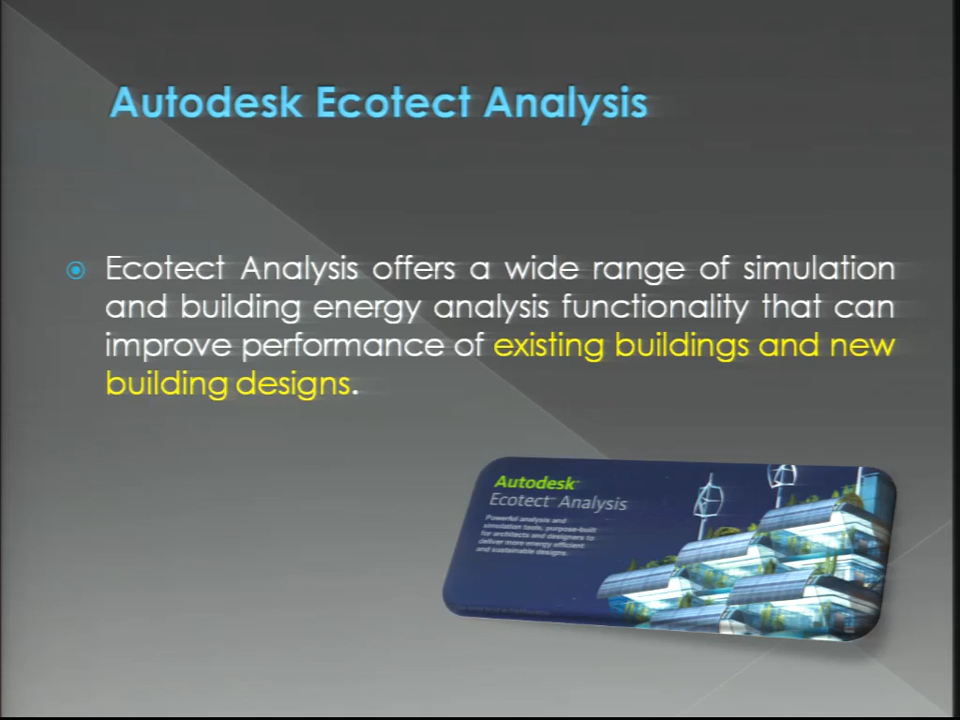 Autodesk Ecotect Analysis
Ecotect Analysis offers a wide range of simulation
and building energy analysis functionality that can
improve performance of existing buildings and new
building designs.
Autodesk
Ecotect™ Analysis
Powerful analysis and
simulation tools, purpose-built
for architects and designers to
deliver more energy efficient
and sustainable designs.